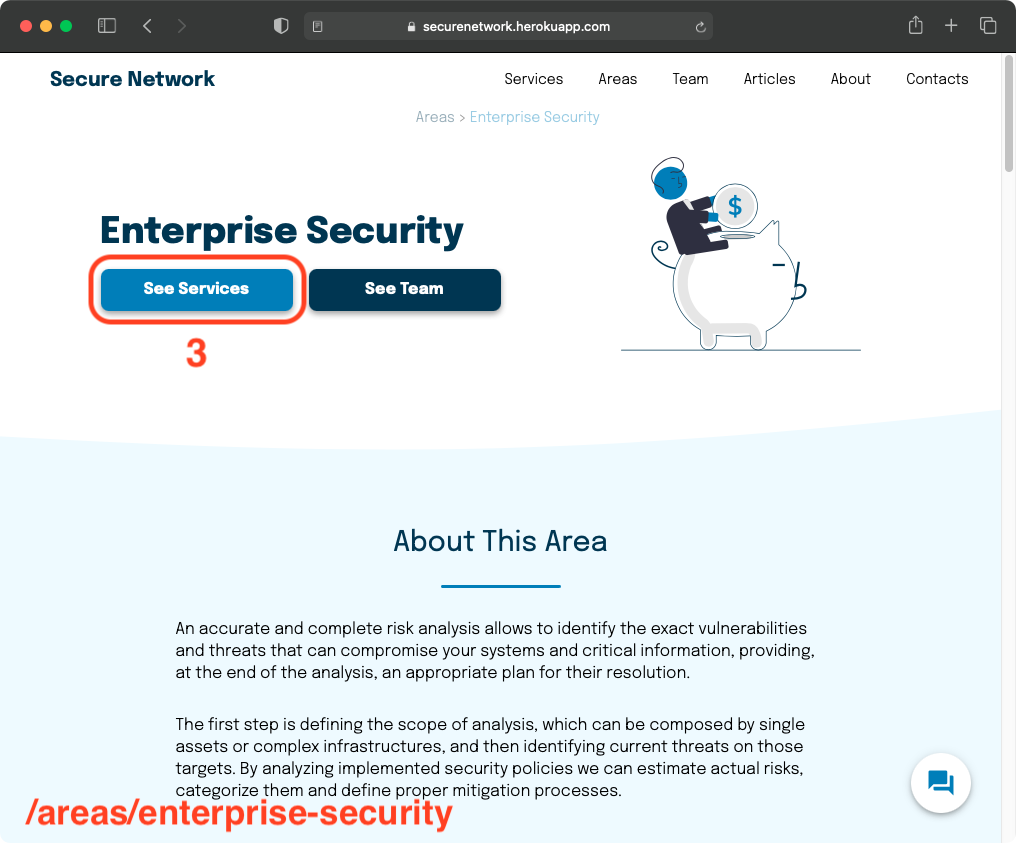 securenetwork.herokuapp.com
Secure Network
Services Areas Team Articles About Contacts
Areas > Enterprise Security
$
Enterprise Security
See Services See Team
3
About This Area
An accurate and complete risk analysis allows to identify the exact vulnerabilities
and threats that can compromise your systems and critical information, providing,
at the end of the analysis, an appropriate plan for their resolution.
The first step is defining the scope of analysis, which can be composed by single
assets or complex infrastructures, and then identifying current threats on those
targets. By analyzing implemented security policies we can estimate actual risks,
categorize them and define proper mitigation processes.
/areas/enterprise-security